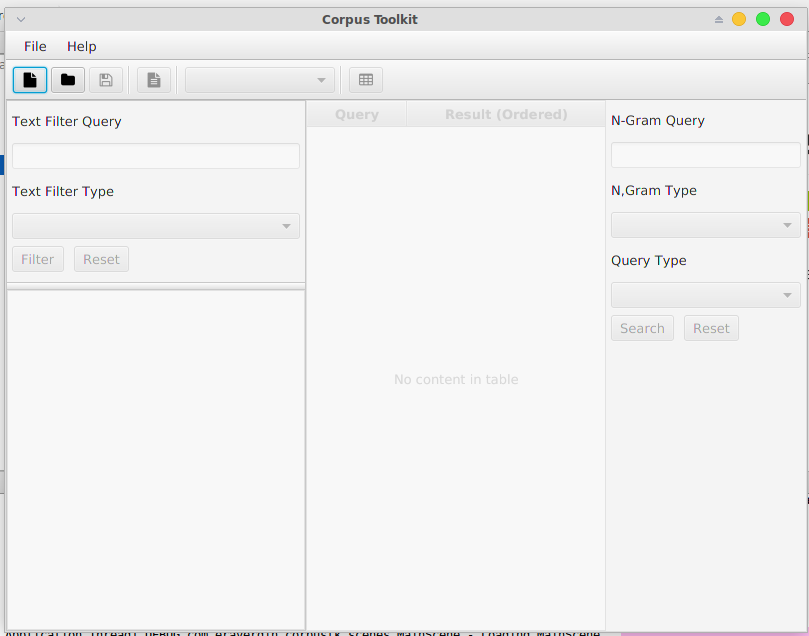 Corpus Toolkit
File Help
Text Filter Query
Text Filter Type
Filter Reset
Query Result (Ordered)
No content in table
N-Gram Query
N,Gram Type
Query Type
Search Reset